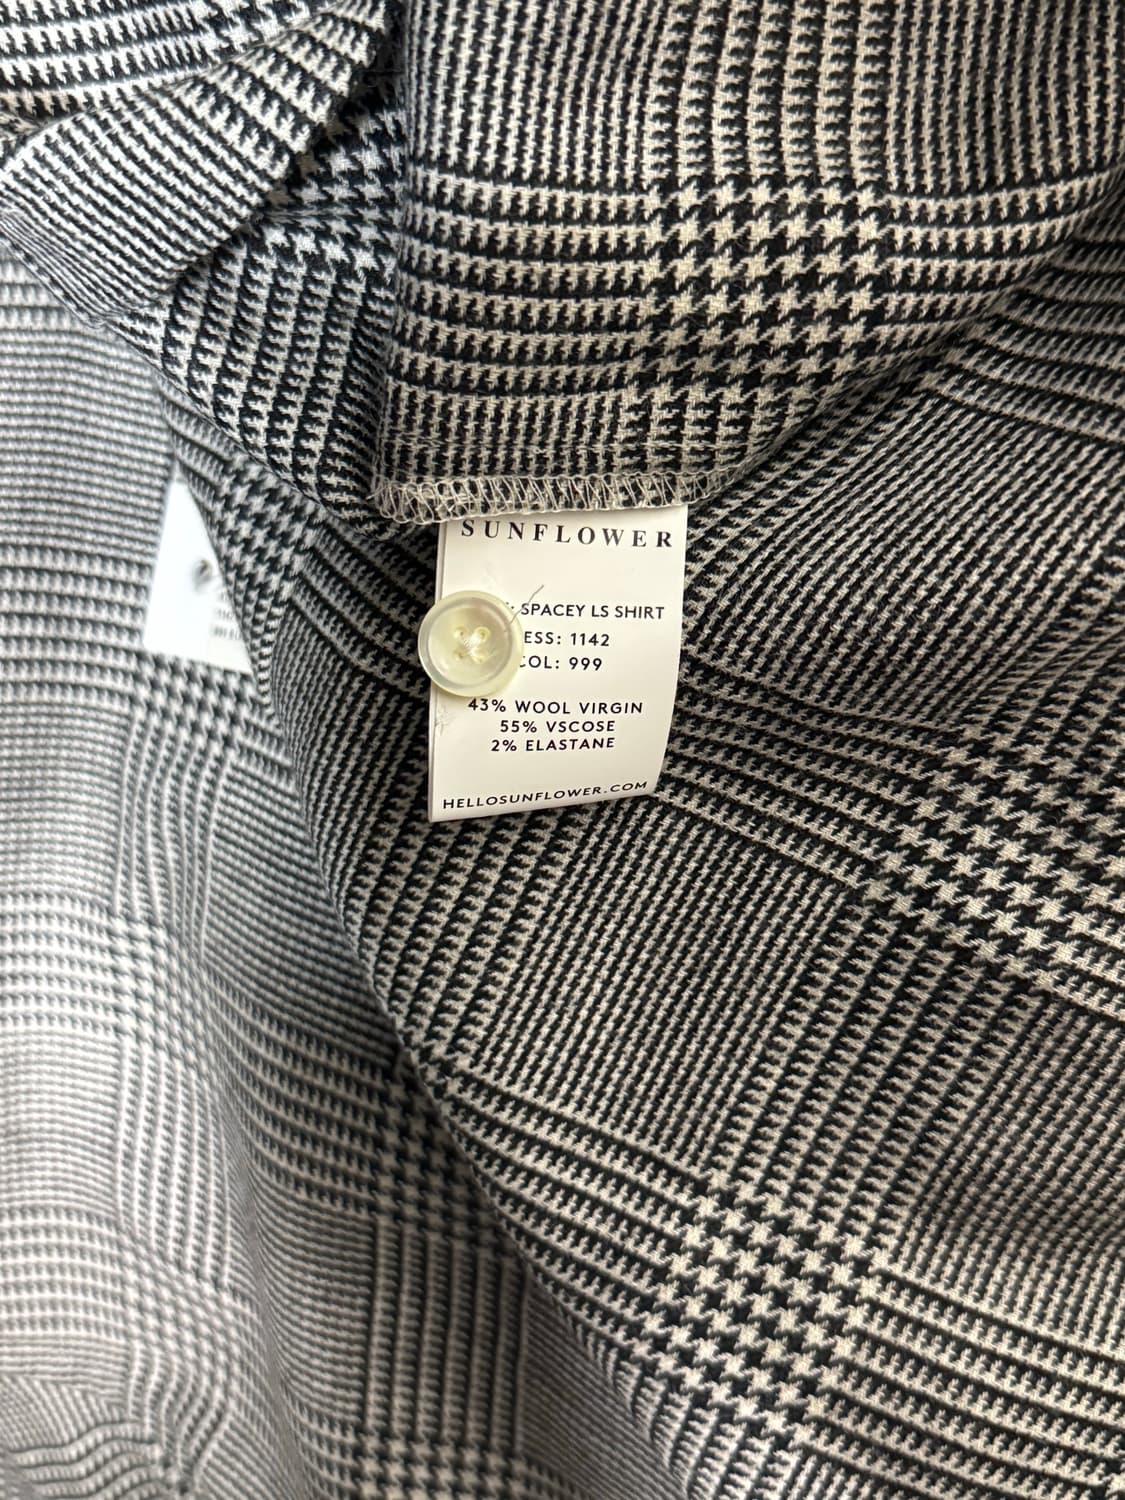 SUNFLOWER
: SPACEY LS SHIRT
ESS: 1142
COL: 999
43% WOOL VIRGIN
55% VSCOSE
2% ELASTANE
HELLOSUNFLOWER.COM